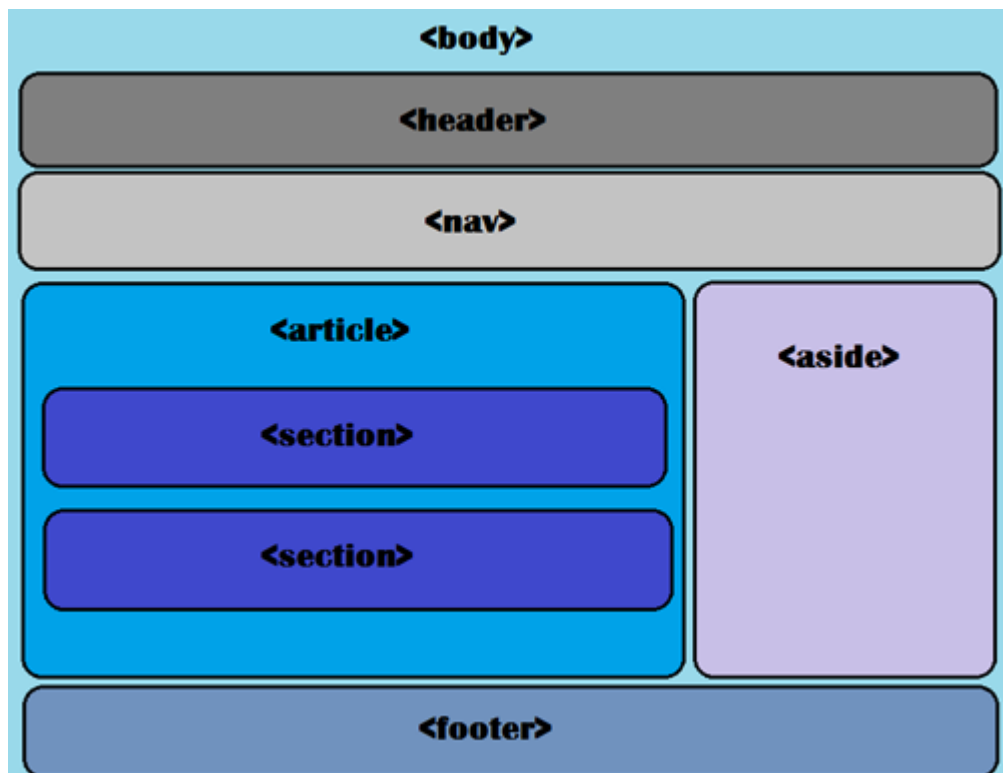 <body>
<header>
<nav>
<article>
<aside>
<section>
<section>
<footer>